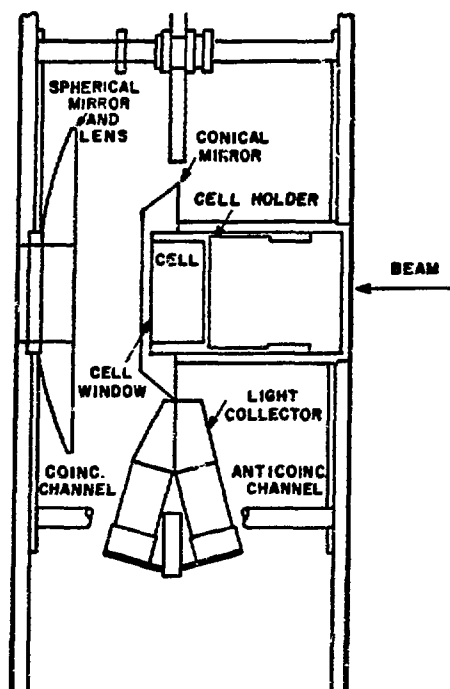 SPHERICAL
MIRROR
AND
LENS
CONICAL
MIRROR
CELL HOLDER
CELL
BEAM
CELL
WINDOW
LIGHT
COLLECTOR
COINC.
CHANNEL
ANTICOINC.
CHANNEL